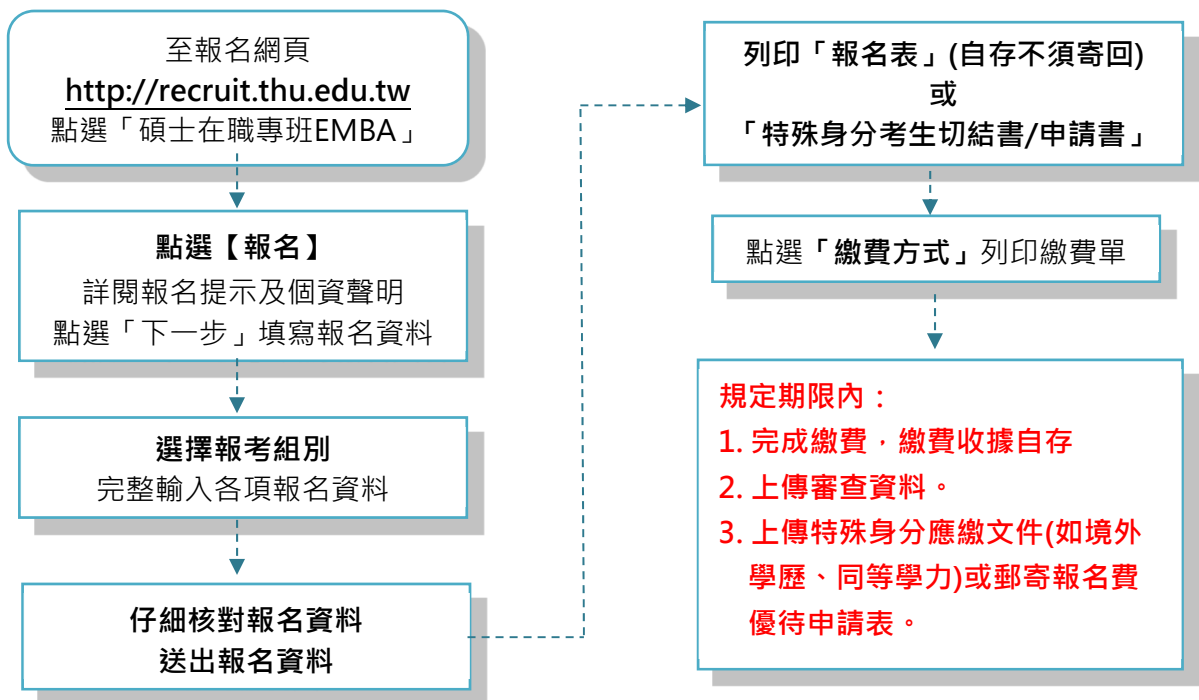 至報名網頁
http://recruit.thu.edu.tw
點選「碩士在職專班EMBA」
點選【報名】
詳閱報名提示及個資聲明
點選「下一步」填寫報名資料
選擇報考組別
完整輸入各項報名資料
仔細核對報名資料
送出報名資料
列印「報名表」(自存不須寄回)
或
「特殊身分考生切結書/申請書」
點選「繳費方式」列印繳費單
規定期限內：
1. 完成繳費，繳費收據自存
2. 上傳審查資料。
3. 上傳特殊身分應繳文件(如境外
學歷、同等學力)或郵寄報名費
優待申請表。